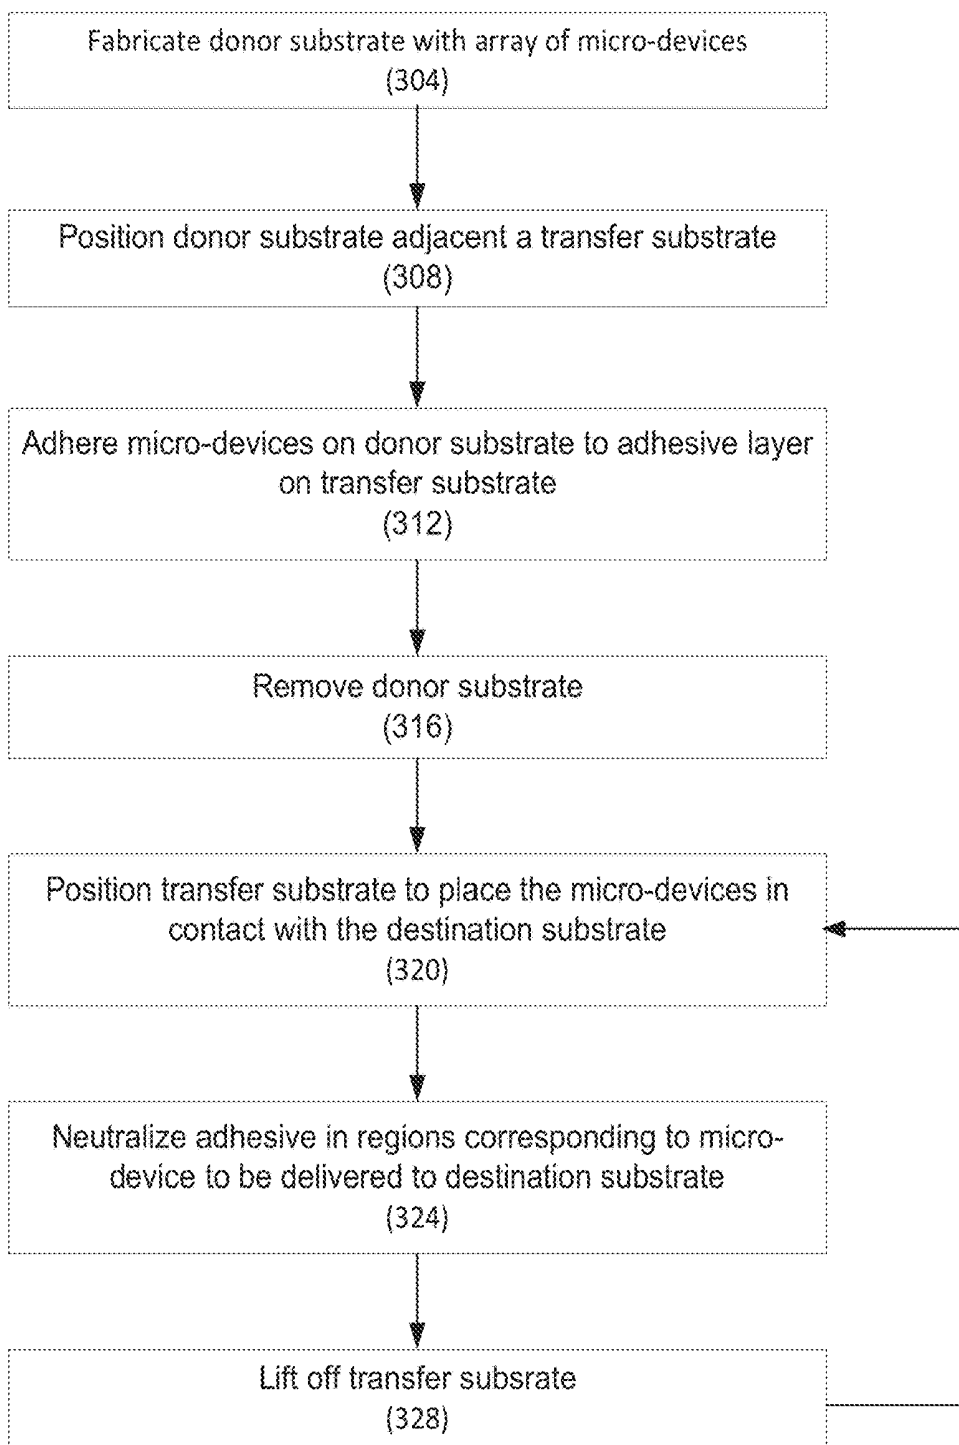 Fabricate donor substrate with array of micro-devices
(304)
Position donor substrate adjacent a transfer substrate
(308)
Adhere micro-devices on donor substrate to adhesive layer
on transfer substrate
(312)
Remove donor substrate
(316)
Position transfer substrate to place the micro-devices in
contact with the destination substrate
(320)
Neutralize adhesive in regions corresponding to micro-
device to be delivered to destination substrate
(324)
Lift off transfer subsrate
(328)